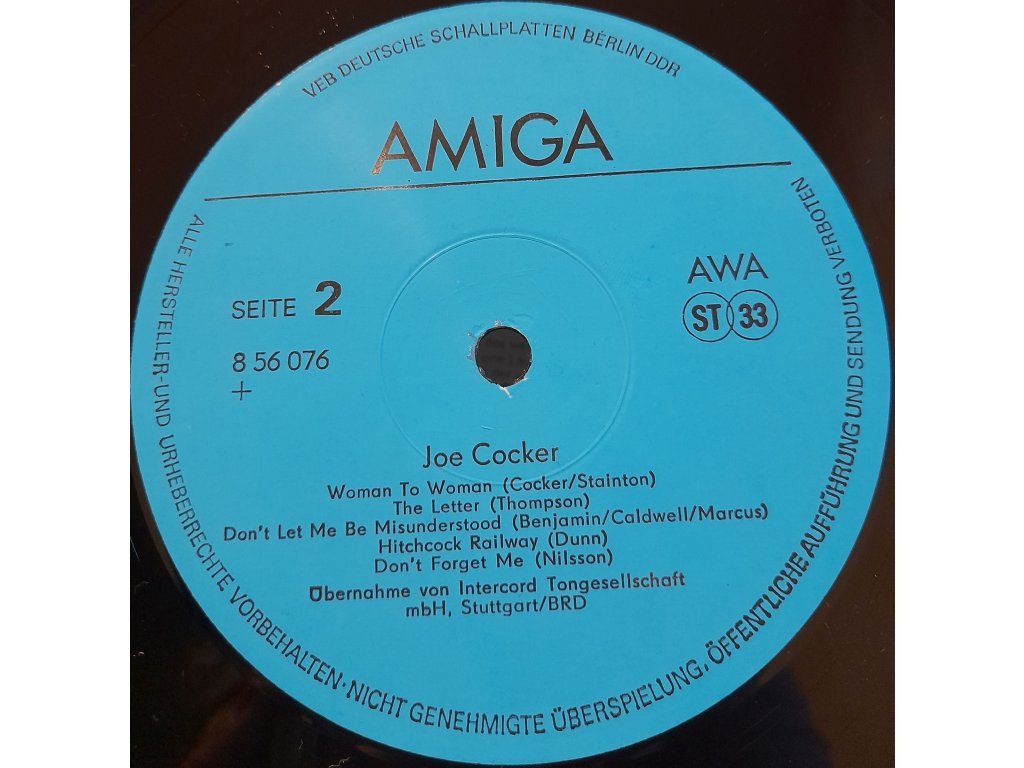 VEB DEUTSCHE SCHALLPLATTEN BERLIN DDR
AMIGA
SEITE 2
8 56 076
+
AWA
ST 33
Joe Cocker
Woman To Woman (Cocker/Stainton)
The Letter (Thompson)
Don't Let Me Be Misunderstood (Benjamin/Caldwell/Marcus)
Hitchcock Railway (Dunn)
Don't Forget Me (Nilsson)
Übernahme von Intercord Tongesellschaft
mbH, Stuttgart/BRD
ALLE HERSTELLER- UND URHEBERRECHTE VORBEHALTEN · NICHT GENEHMIGTE ÜBERSPIELUNG, ÖFFENTLICHE AUFFÜHRUNG UND SENDUNG VERBOTEN